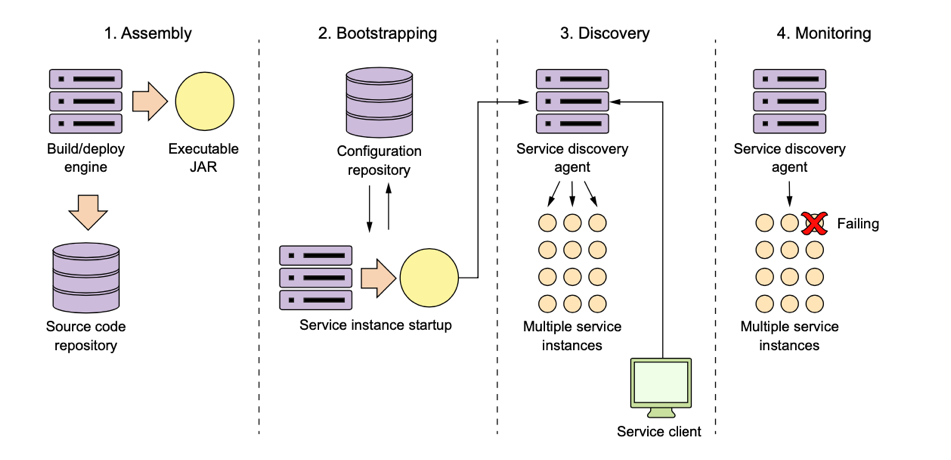 1. Assembly
2. Bootstrapping
3. Discovery
4. Monitoring
Build/deploy
engine
Executable
JAR
Source code
repository
Configuration
repository
Service instance startup
Service discovery
agent
Multiple service
instances
Service client
Service discovery
agent
Failing
Multiple service
instances